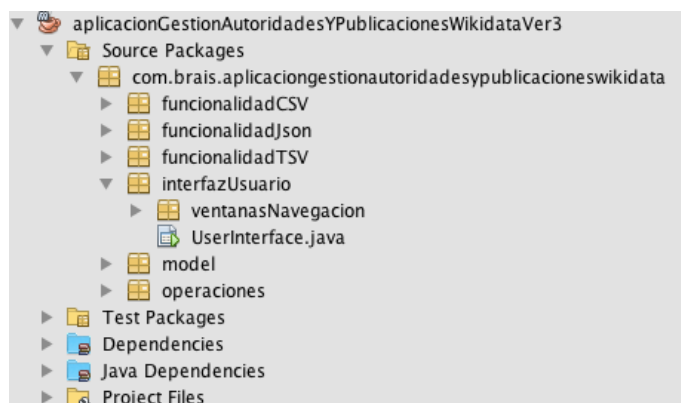 aplicacionGestionAutoridadesYPublicacionesWikidataVer3
Source Packages
com.brais.aplicaciongestionautoridadesypublicacioneswikidata
funcionalidadCSV
funcionalidadJson
funcionalidadTSV
interfazUsuario
ventanasNavegacion
UserInterface.java
model
operaciones
Test Packages
Dependencies
Java Dependencies
Project Files